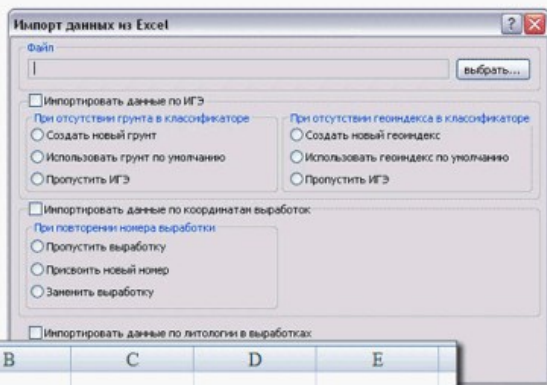 Импорт данных из Excel
Файл
выбрать...
Импортировать данные по ИГЭ
При отсутствии грунта в классификаторе
При отсутствии геоиндекса в классификаторе
Создать новый грунт
Создать новый геоиндекс
Использовать грунт по умолчанию
Использовать геоиндекс по умолчанию
Пропустить ИГЭ
Пропустить ИГЭ
Импортировать данные по координатам выработок
При повторении номера выработки
Пропустить выработку
Присвоить новый номер
Заменить выработку
Импортировать данные по литологии в выработках
B C D E